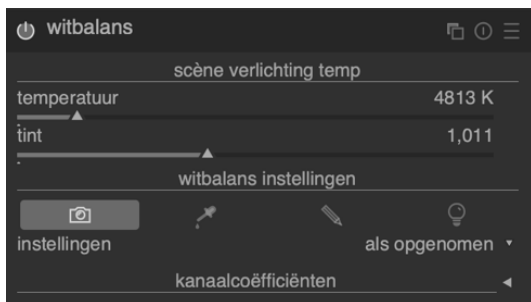 witbalans
scène verlichting temp
temperatuur 4813 K
tint 1,011
witbalans instellingen
instellingen als opgenomen
kanaalcoëfficiënten